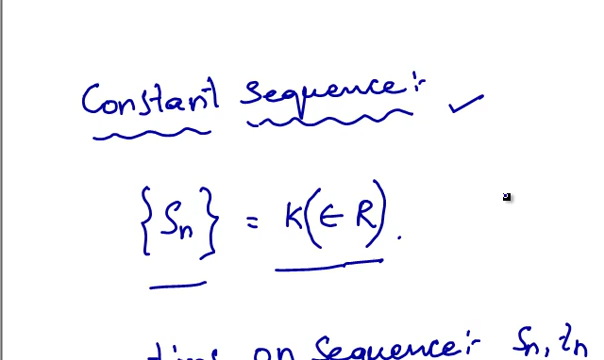 Constant Sequence:-
{Sn} = K(∈ R).
on Sequence:- Sn, tn